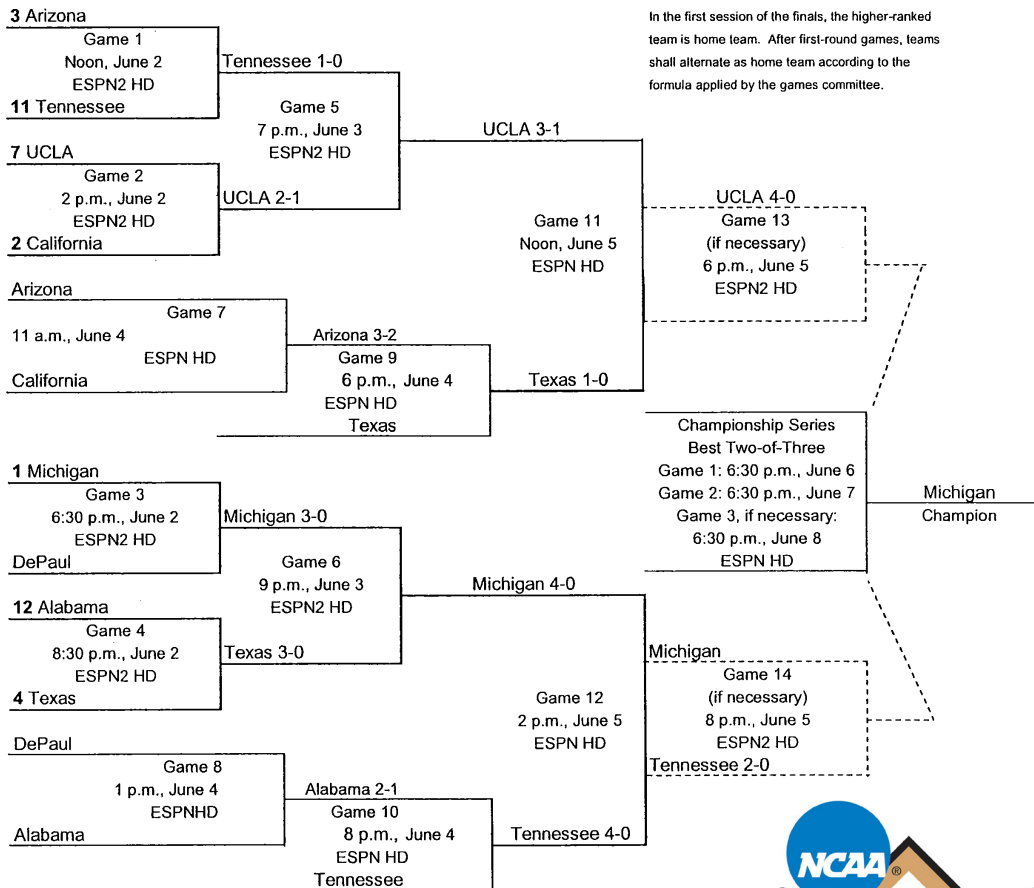 3 Arizona
Game 1
Noon, June 2
ESPN2 HD
11 Tennessee
Tennessee 1-0
Game 5
7 p.m., June 3
ESPN2 HD
7 UCLA
Game 2
2 p.m., June 2
ESPN2 HD
2 California
UCLA 2-1
UCLA 3-1
In the first session of the finals, the higher-ranked
team is home team. After first-round games, teams
shall alternate as home team according to the
formula applied by the games committee.
Game 11
Noon, June 5
ESPN HD
UCLA 4-0
Game 13
(if necessary)
6 p.m., June 5
ESPN2 HD
Arizona
Game 7
11 a.m., June 4
ESPN HD
California
Arizona 3-2
Game 9
6 p.m., June 4
ESPN HD
Texas
Texas 1-0
Championship Series
Best Two-of-Three
Game 1: 6:30 p.m., June 6
Game 2: 6:30 p.m., June 7
Game 3, if necessary:
6:30 p.m., June 8
ESPN HD
Michigan
Champion
1 Michigan
Game 3
6:30 p.m., June 2
ESPN2 HD
DePaul
Michigan 3-0
Game 6
9 p.m., June 3
ESPN2 HD
12 Alabama
Game 4
8:30 p.m., June 2
ESPN2 HD
4 Texas
Texas 3-0
Michigan 4-0
Game 12
2 p.m., June 5
ESPN HD
Michigan
Game 14
(if necessary)
8 p.m., June 5
ESPN2 HD
Tennessee 2-0
DePaul
Game 8
1 p.m., June 4
ESPNHD
Alabama
Alabama 2-1
Game 10
8 p.m., June 4
ESPN HD
Tennessee
Tennessee 4-0
NCAA ®